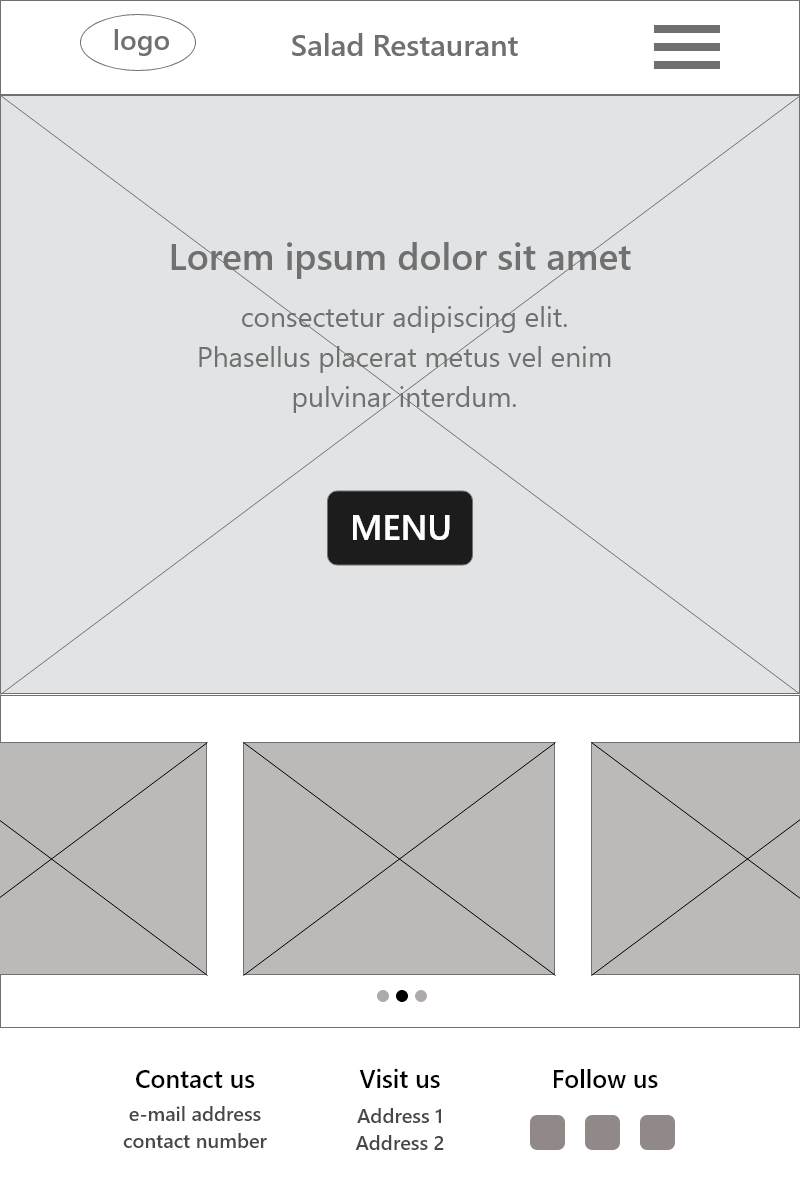 logo
Salad Restaurant
Lorem ipsum dolor sit amet
consectetur adipiscing elit.
Phasellus placerat metus vel enim
pulvinar interdum.
MENU
Contact us
e-mail address
contact number
Visit us
Address 1
Address 2
Follow us